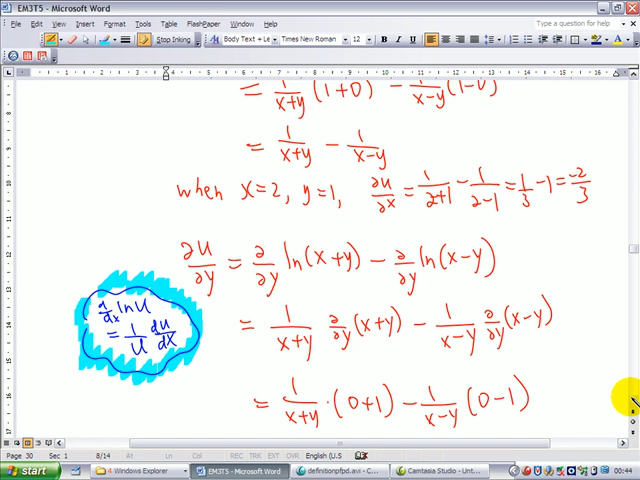 EM3T5 - Microsoft Word
File Edit View Insert Format Tools FlashPaper Window Help Type a question for help
Stop Inking Body Text + Left Times New Roman 12 B I U
= 1/(x+y) (1+0) - 1/(x-y) (1-0)
= 1/(x+y) - 1/(x-y)
when x=2, y=1, ∂u/∂x = 1/(2+1) - 1/(2-1) = 1/3 - 1 = -2/3
∂u/∂y = ∂/∂y ln(x+y) - ∂/∂y ln(x-y)
d/dx ln U
= 1/U du/dx
= 1/(x+y) ∂/∂y (x+y) - 1/(x-y) ∂/∂y (x-y)
= 1/(x+y) · (0+1) - 1/(x-y) (0-1)
Page 30 Sec 1 8/14 REC TRK EXT OVR English (U.S
start 4 Windows Explorer EM3T5 - Microsoft W... definitionpfpd.avi - C... Camtasia Studio - Unt... 00:44